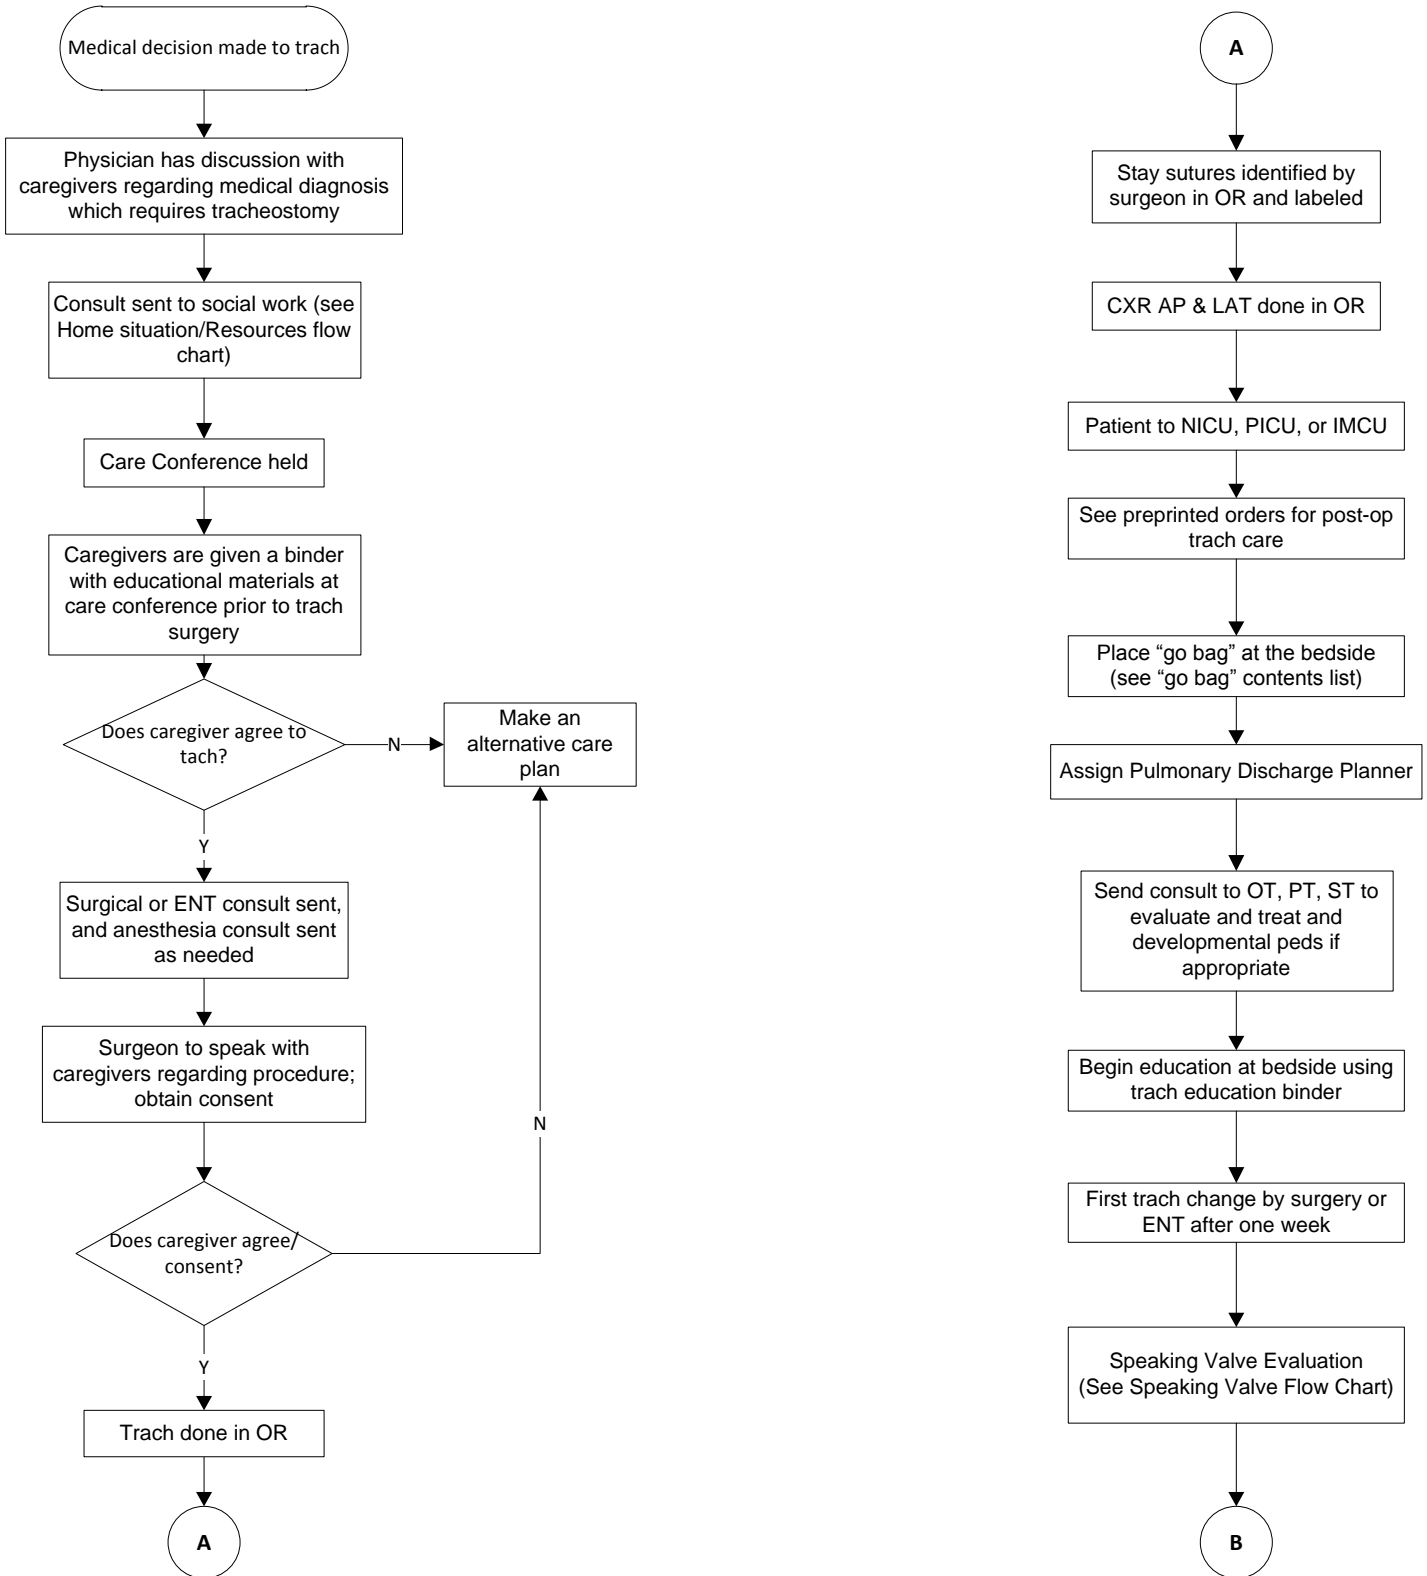 Medical decision made to trach
Physician has discussion with
caregivers regarding medical diagnosis
which requires tracheostomy
Consult sent to social work (see
Home situation/Resources flow
chart)
Care Conference held
Caregivers are given a binder
with educational materials at
care conference prior to trach
surgery
Does caregiver agree to
tach?
N
Make an
alternative care
plan
Y
Surgical or ENT consult sent,
and anesthesia consult sent
as needed
Surgeon to speak with
caregivers regarding procedure;
obtain consent
N
Does caregiver agree/
consent?
Y
Trach done in OR
A
A
Stay sutures identified by
surgeon in OR and labeled
CXR AP & LAT done in OR
Patient to NICU, PICU, or IMCU
See preprinted orders for post-op
trach care
Place “go bag” at the bedside
(see “go bag” contents list)
Assign Pulmonary Discharge Planner
Send consult to OT, PT, ST to
evaluate and treat and
developmental peds if
appropriate
Begin education at bedside using
trach education binder
First trach change by surgery or
ENT after one week
Speaking Valve Evaluation
(See Speaking Valve Flow Chart)
B